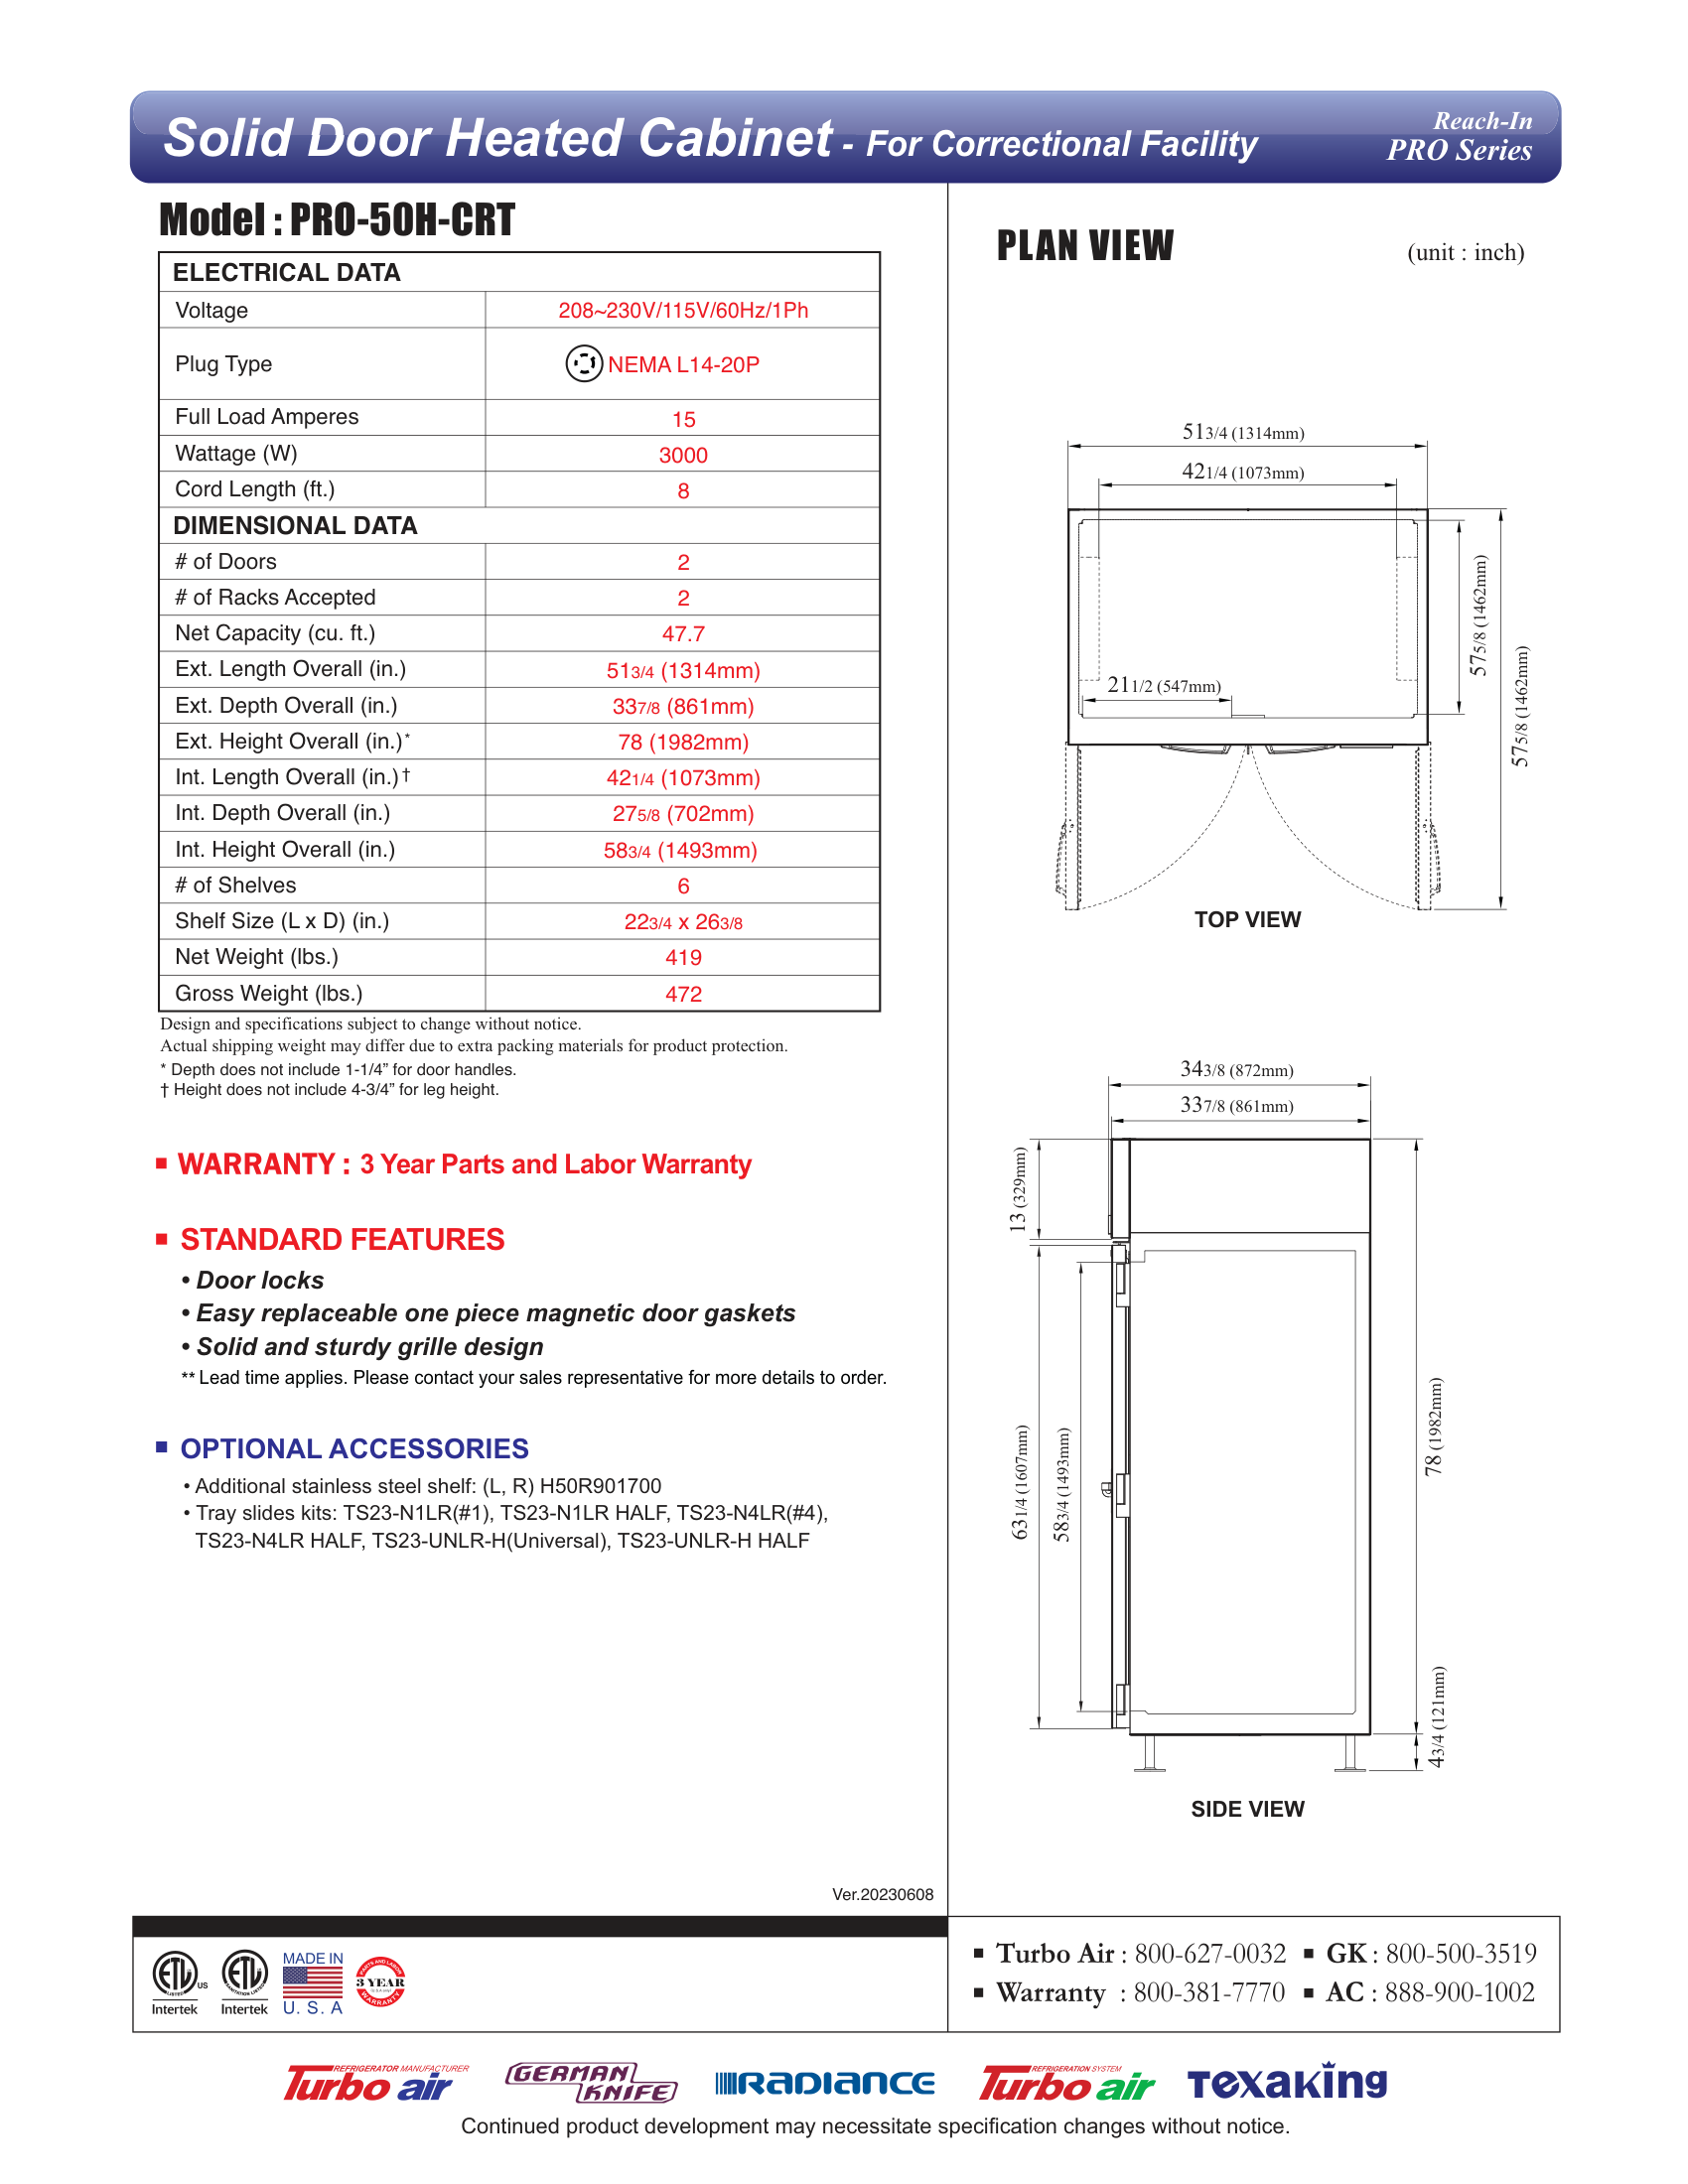 Solid Door Heated Cabinet - For Correctional Facility
Reach-In
PRO Series
Model : PRO-50H-CRT
ELECTRICAL DATA
Voltage 208~230V/115V/60Hz/1Ph
Plug Type NEMA L14-20P
Full Load Amperes 15
Wattage (W) 3000
Cord Length (ft.) 8
DIMENSIONAL DATA
# of Doors 2
# of Racks Accepted 2
Net Capacity (cu. ft.) 47.7
Ext. Length Overall (in.) 51 3/4 (1314mm)
Ext. Depth Overall (in.) 33 7/8 (861mm)
Ext. Height Overall (in.)* 78 (1982mm)
Int. Length Overall (in.)† 42 1/4 (1073mm)
Int. Depth Overall (in.) 27 5/8 (702mm)
Int. Height Overall (in.) 58 3/4 (1493mm)
# of Shelves 6
Shelf Size (L x D) (in.) 22 3/4 x 26 3/8
Net Weight (lbs.) 419
Gross Weight (lbs.) 472
Design and specifications subject to change without notice.
Actual shipping weight may differ due to extra packing materials for product protection.
* Depth does not include 1-1/4” for door handles.
† Height does not include 4-3/4” for leg height.
■ WARRANTY : 3 Year Parts and Labor Warranty
■ STANDARD FEATURES
• Door locks
• Easy replaceable one piece magnetic door gaskets
• Solid and sturdy grille design
** Lead time applies. Please contact your sales representative for more details to order.
■ OPTIONAL ACCESSORIES
• Additional stainless steel shelf: (L, R) H50R901700
• Tray slides kits: TS23-N1LR(#1), TS23-N1LR HALF, TS23-N4LR(#4),
TS23-N4LR HALF, TS23-UNLR-H(Universal), TS23-UNLR-H HALF
Ver.20230608
PLAN VIEW
(unit : inch)
51 3/4 (1314mm)
42 1/4 (1073mm)
21 1/2 (547mm)
57 5/8 (1462mm)
57 5/8 (1462mm)
TOP VIEW
34 3/8 (872mm)
33 7/8 (861mm)
13 (329mm)
63 1/4 (1607mm)
58 3/4 (1493mm)
78 (1982mm)
4 3/4 (121mm)
SIDE VIEW
ETL US LISTED
Intertek
ETL SANITATION LISTED
Intertek
MADE IN
U. S. A
PARTS AND LABOR
3 YEAR
WARRANTY
■ Turbo Air : 800-627-0032 ■ GK : 800-500-3519
■ Warranty : 800-381-7770 ■ AC : 888-900-1002
REFRIGERATOR MANUFACTURER
Turbo air
GERMAN KNIFE
RADIANCE
REFRIGERATION SYSTEM
Turbo air
TEXAKING
Continued product development may necessitate specification changes without notice.